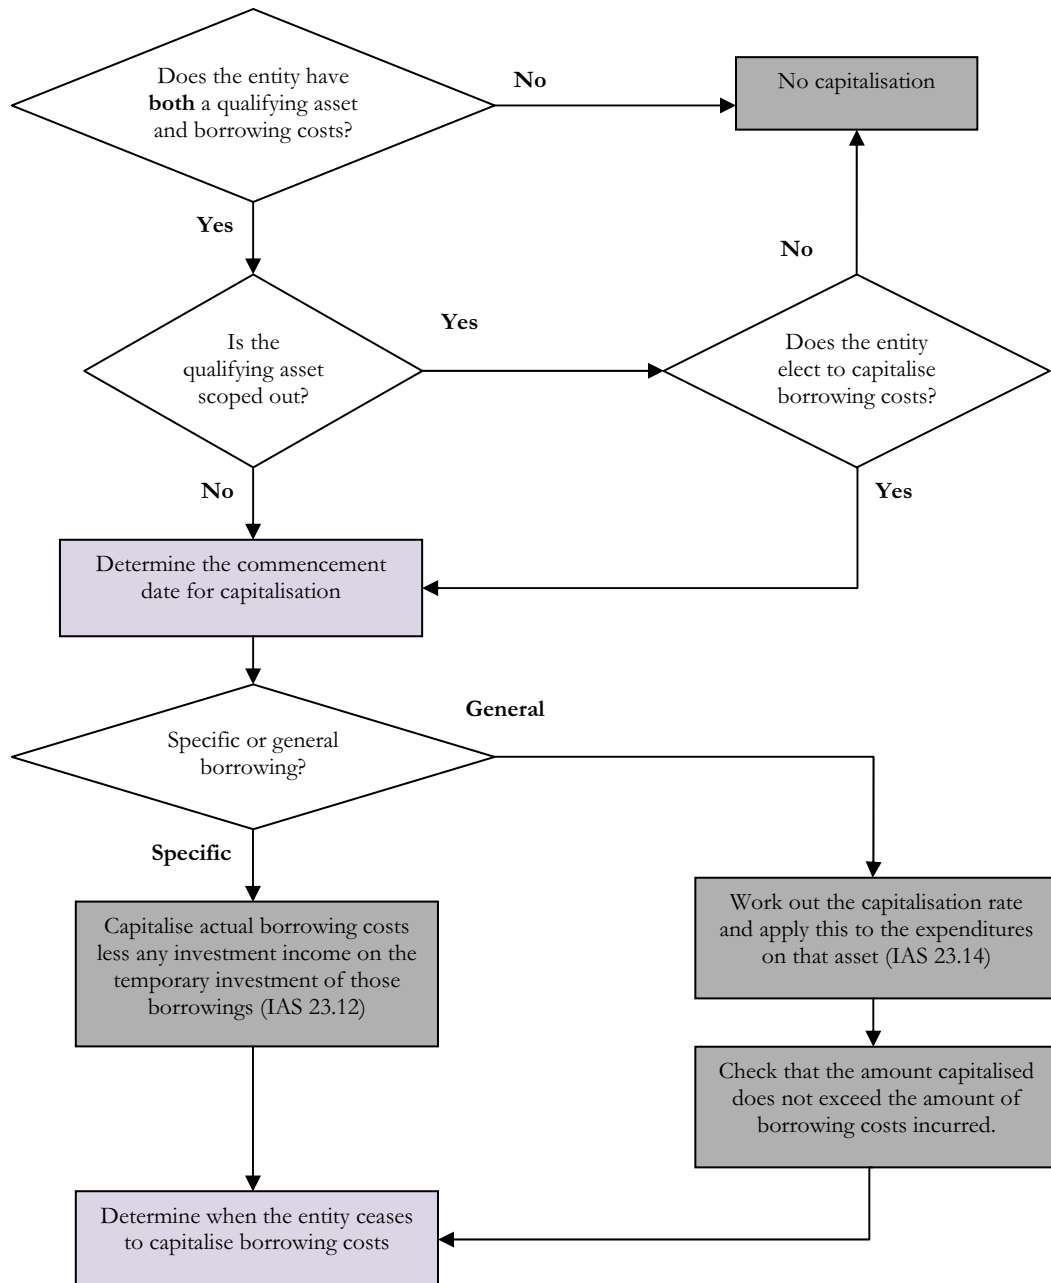 Does the entity have
both a qualifying asset
and borrowing costs?
No
No capitalisation
Yes
No
Is the
qualifying asset
scoped out?
Yes
Does the entity
elect to capitalise
borrowing costs?
No
Yes
Determine the commencement
date for capitalisation
General
Specific or general
borrowing?
Specific
Capitalise actual borrowing costs
less any investment income on the
temporary investment of those
borrowings (IAS 23.12)
Work out the capitalisation rate
and apply this to the expenditures
on that asset (IAS 23.14)
Check that the amount capitalised
does not exceed the amount of
borrowing costs incurred.
Determine when the entity ceases
to capitalise borrowing costs